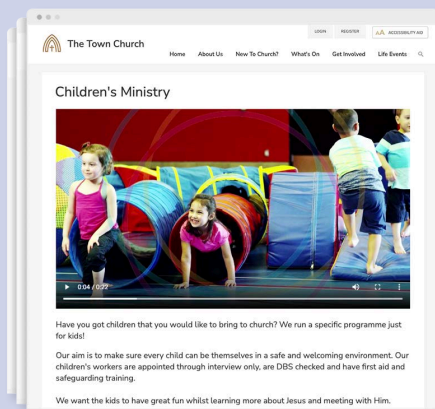 LOGIN REGISTER AA ACCESSIBILITY AID
The Town Church
Home About Us New To Church? What's On Get Involved Life Events
Children's Ministry
0:04 / 0:22
Have you got children that you would like to bring to church? We run a specific programme just
for kids!
Our aim is to make sure every child can be themselves in a safe and welcoming environment. Our
children's workers are appointed through interview only, are DBS checked and have first aid and
safeguarding training.
We want the kids to have great fun whilst learning more about Jesus and meeting with Him.